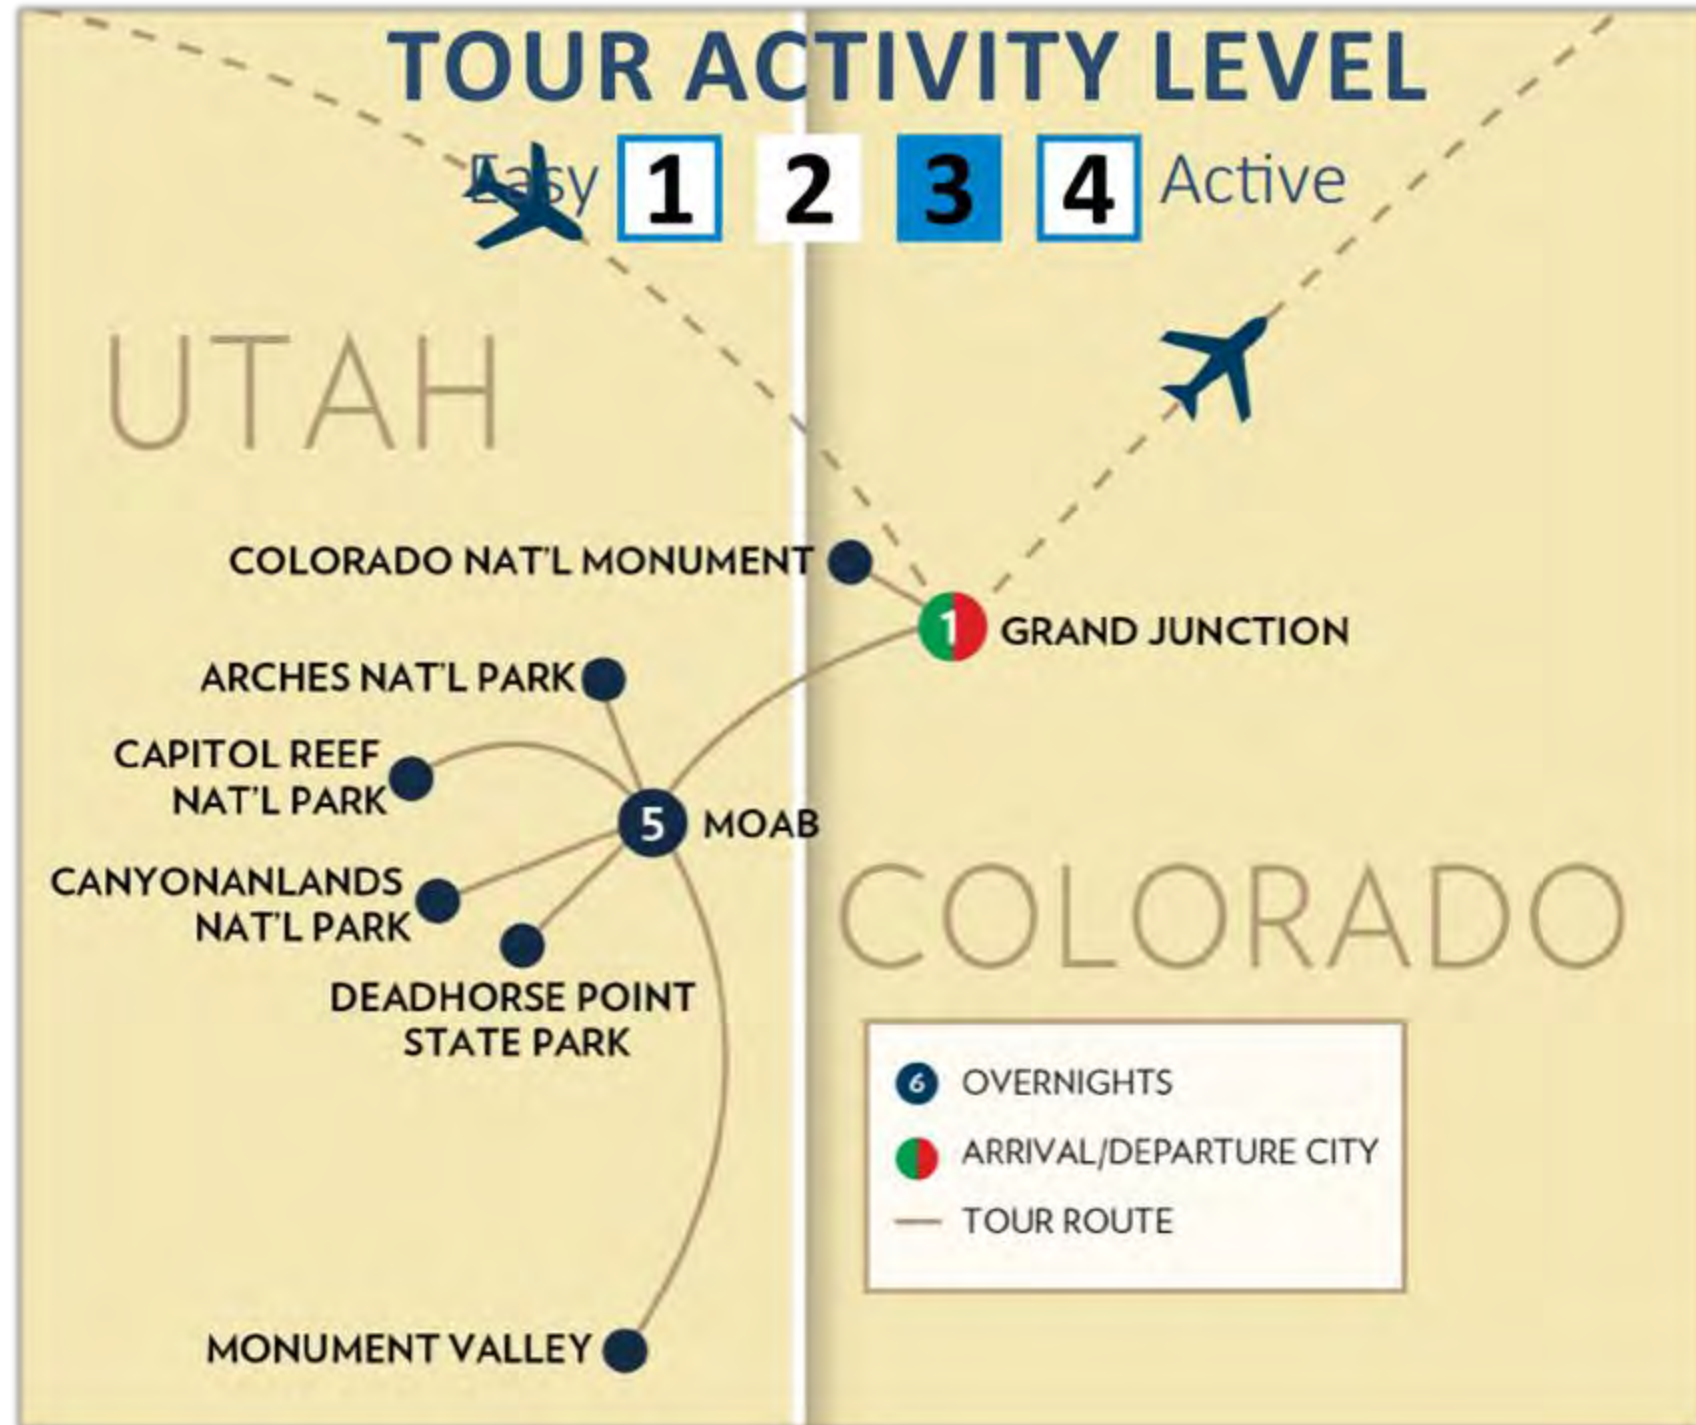 TOUR ACTIVITY LEVEL
Easy 1 2 3 4 Active
UTAH
COLORADO NAT'L MONUMENT
1 GRAND JUNCTION
ARCHES NAT'L PARK
CAPITOL REEF
NAT'L PARK
5 MOAB
CANYONANLANDS
NAT'L PARK
COLORADO
DEADHORSE POINT
STATE PARK
6 OVERNIGHTS
ARRIVAL/DEPARTURE CITY
TOUR ROUTE
MONUMENT VALLEY